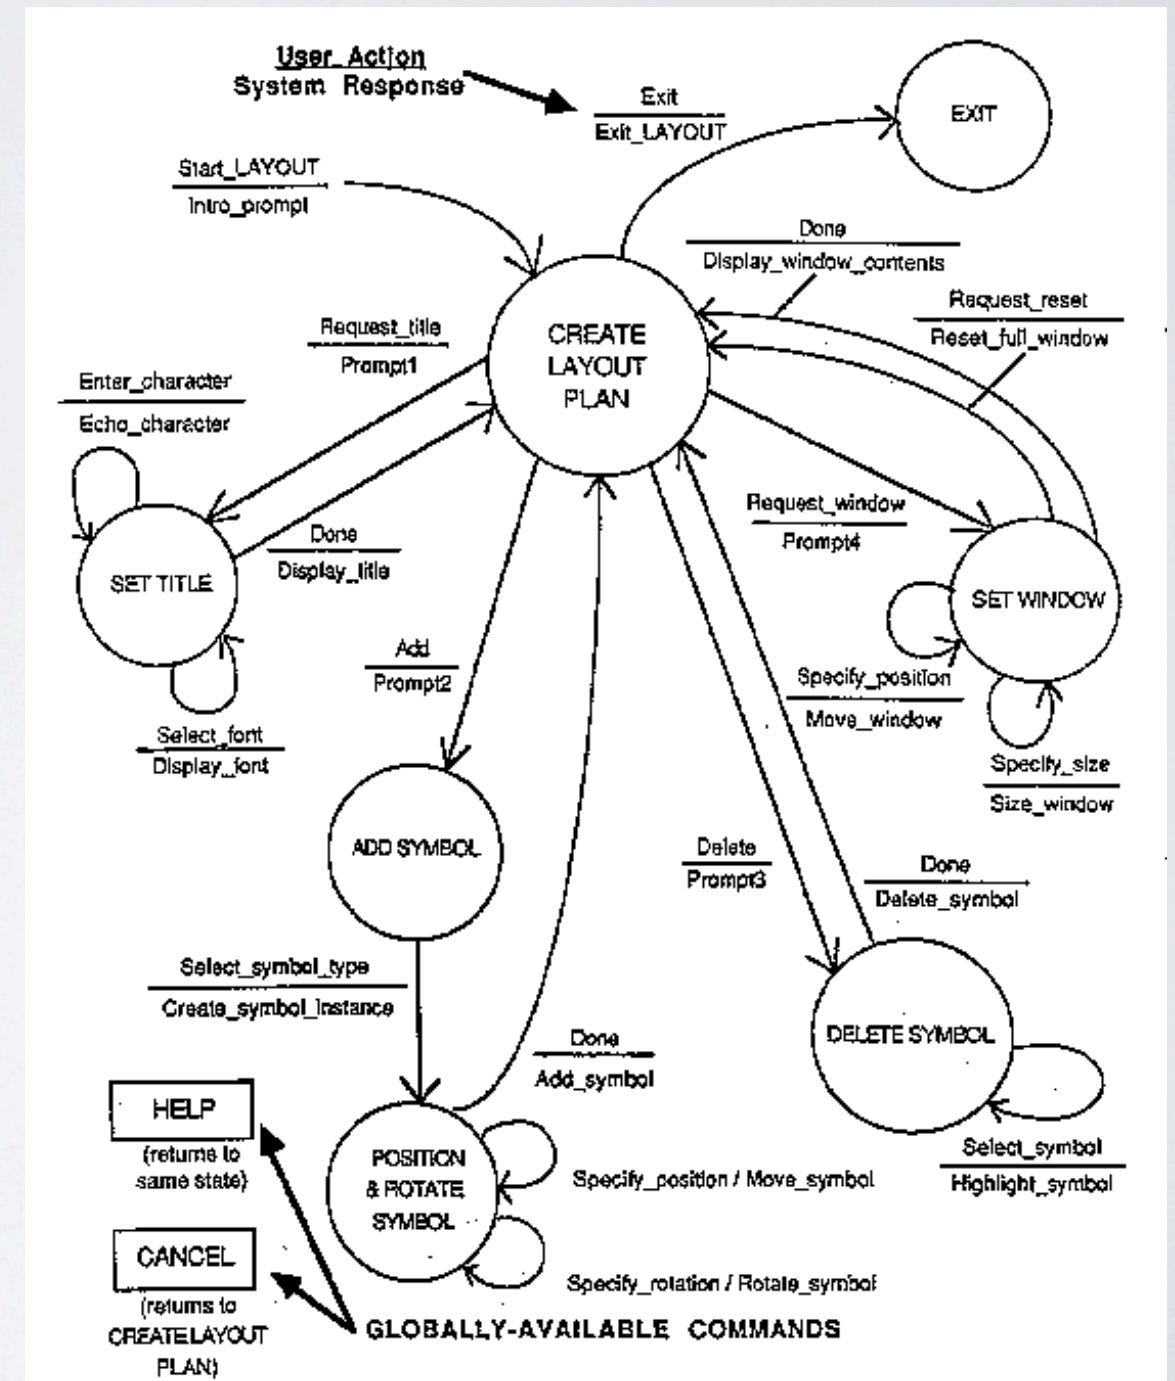 User_Action
System Response
Exit
Exit_LAYOUT
EXIT
Start_LAYOUT
Intro_prompt
Done
Display_window_contents
Request_reset
Reset_full_window
Request_title
Prompt1
CREATE
LAYOUT
PLAN
Enter_character
Echo_character
Request_window
Prompt4
Done
Display_title
SET TITLE
SET WINDOW
Add
Prompt2
Specify_position
Move_window
Select_font
Display_font
Specify_size
Size_window
ADD SYMBOL
Delete
Prompt3
Done
Delete_symbol
Select_symbol_type
Create_symbol_instance
DELETE SYMBOL
Done
Add_symbol
HELP
(returns to
same state)
POSITION
& ROTATE
SYMBOL
Select_symbol
Highlight_symbol
Specify_position / Move_symbol
CANCEL
(returns to
CREATE LAYOUT
PLAN)
Specify_rotation / Rotate_symbol
GLOBALLY-AVAILABLE COMMANDS